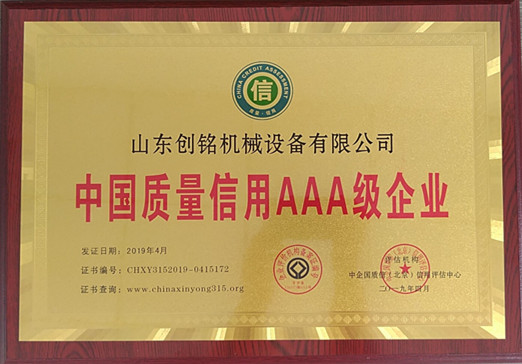 CHINA CREDIT ASSESSMENT
信
质量·信用
山东创铭机械设备有限公司
中国质量信用AAA级企业
发证日期：2019年4月
证书编号：CHXY3152019-0415172
证书查询：www.chinaxinyong315.org
评估机构
中企国质信（北京）信用评估中心
二〇一九年四月